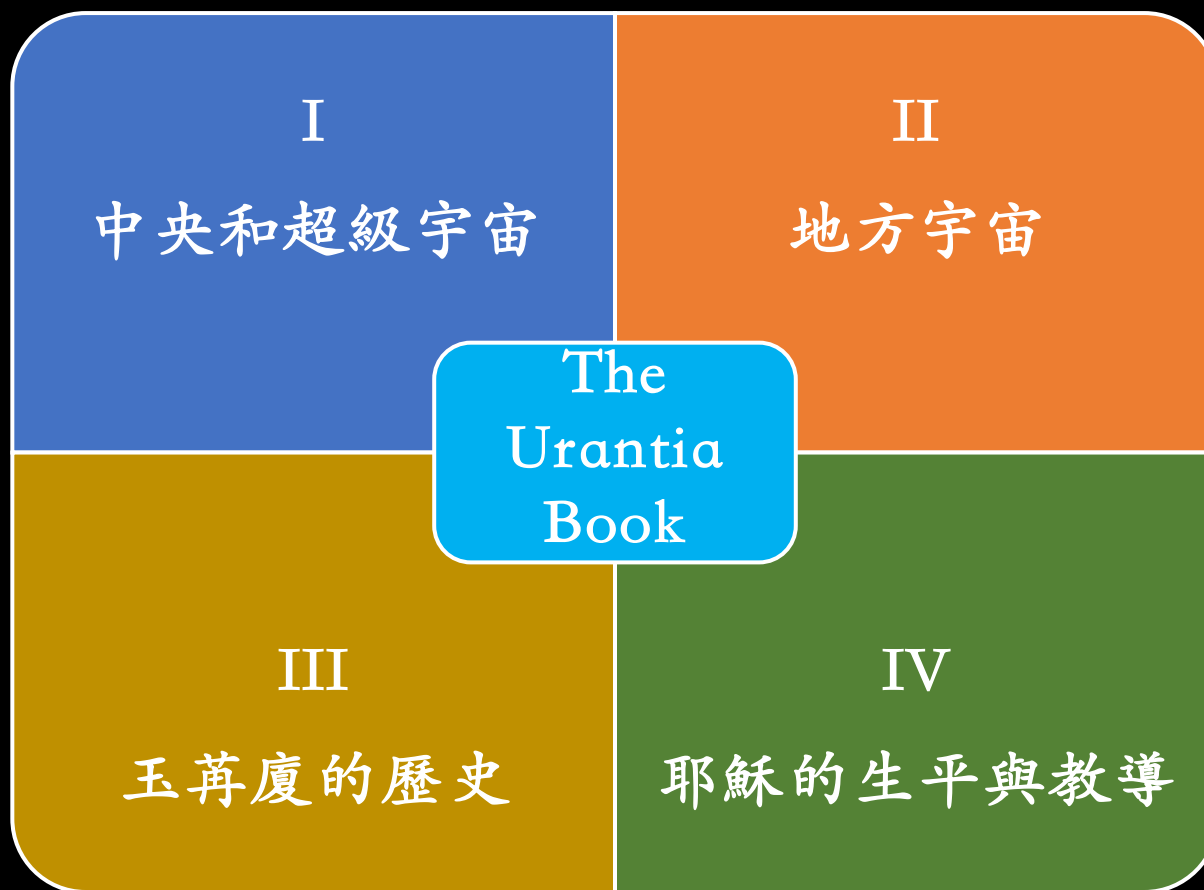 I
中央和超級宇宙
II
地方宇宙
The
Urantia
Book
III
玉苒廈的歷史
IV
耶穌的生平與教導